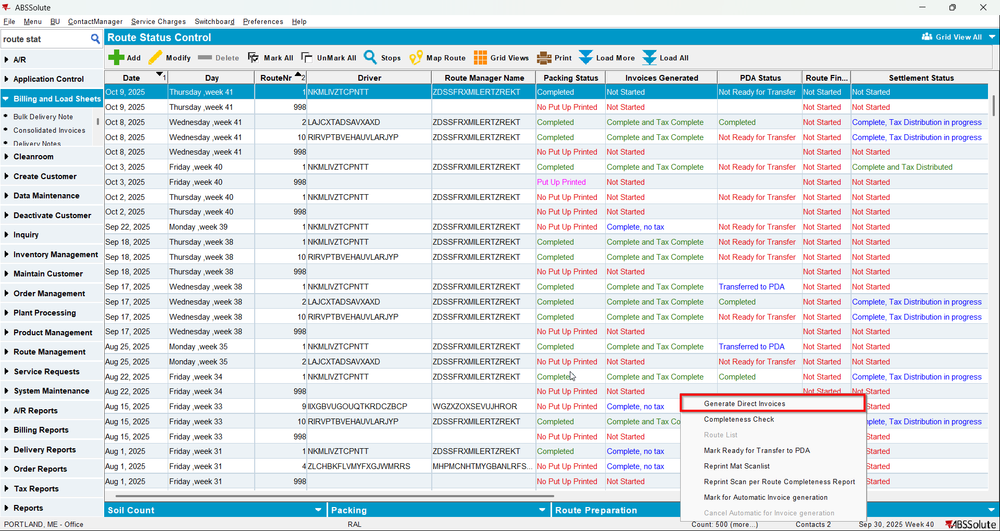 ABSSolute
File Menu BU ContactManager Service Charges Switchboard Preferences Help
route stat
Route Status Control
Grid View All
Add Modify Delete Mark All UnMark All Stops Map Route Grid Views Print Load More Load All
A/R
Application Control
Billing and Load Sheets
Bulk Delivery Note
Consolidated Invoices
Delivery Notes
Cleanroom
Create Customer
Data Maintenance
Deactivate Customer
Inquiry
Inventory Management
Maintain Customer
Order Management
Plant Processing
Product Management
Route Management
Service Requests
System Maintenance
A/R Reports
Billing Reports
Delivery Reports
Order Reports
Tax Reports
Reports
Date 1 Day RouteNr 2 Driver Route Manager Name Packing Status Invoices Generated PDA Status Route Fin... Settlement Status
Oct 9, 2025 Thursday ,week 41 1 NKMLIVZTCPNTT ZDSSFRXMILERTZREKT Completed Not Started Not Ready for Transfer Not Started Not Started
Oct 9, 2025 Thursday ,week 41 998 No Put Up Printed Not Started Not Started Not Started
Oct 8, 2025 Wednesday ,week 41 2 LAJCXTADSAVXAXD ZDSSFRXMILERTZREKT Completed Complete and Tax Complete Completed Not Started Complete, Tax Distribution in progress
Oct 8, 2025 Wednesday ,week 41 10 RIRVPTBVEHAUVLARJYP ZDSSFRXMILERTZREKT Completed Complete and Tax Complete Not Ready for Transfer Not Started Complete, Tax Distribution in progress
Oct 8, 2025 Wednesday ,week 41 998 No Put Up Printed Not Started Not Started Not Started
Oct 3, 2025 Friday ,week 40 1 NKMLIVZTCPNTT ZDSSFRXMILERTZREKT Completed Complete and Tax Complete Not Ready for Transfer Not Started Complete and Tax Distributed
Oct 3, 2025 Friday ,week 40 998 Put Up Printed Not Started Not Started Not Started
Oct 2, 2025 Thursday ,week 40 1 NKMLIVZTCPNTT ZDSSFRXMILERTZREKT No Put Up Printed Not Started Not Ready for Transfer Not Started Not Started
Oct 2, 2025 Thursday ,week 40 998 No Put Up Printed Not Started Not Started Not Started
Sep 22, 2025 Monday ,week 39 1 NKMLIVZTCPNTT ZDSSFRXMILERTZREKT No Put Up Printed Complete, no tax Not Ready for Transfer Not Started Not Started
Sep 18, 2025 Thursday ,week 38 1 NKMLIVZTCPNTT ZDSSFRXMILERTZREKT Completed Complete and Tax Complete Not Ready for Transfer Not Started Not Started
Sep 18, 2025 Thursday ,week 38 10 RIRVPTBVEHAUVLARJYP ZDSSFRXMILERTZREKT Completed Complete and Tax Complete Not Ready for Transfer Not Started Not Started
Sep 18, 2025 Thursday ,week 38 998 No Put Up Printed Not Started Not Started Not Started
Sep 17, 2025 Wednesday ,week 38 1 NKMLIVZTCPNTT ZDSSFRXMILERTZREKT Completed Complete and Tax Complete Transferred to PDA Not Started Not Started
Sep 17, 2025 Wednesday ,week 38 2 LAJCXTADSAVXAXD ZDSSFRXMILERTZREKT Completed Complete and Tax Complete Completed Not Started Complete, Tax Distribution in progress
Sep 17, 2025 Wednesday ,week 38 10 RIRVPTBVEHAUVLARJYP ZDSSFRXMILERTZREKT Completed Complete and Tax Complete Not Ready for Transfer Not Started Complete, Tax Distribution in progress
Sep 17, 2025 Wednesday ,week 38 998 No Put Up Printed Not Started Not Started Not Started
Aug 25, 2025 Monday ,week 35 1 NKMLIVZTCPNTT ZDSSFRXMILERTZREKT Completed Complete and Tax Complete Transferred to PDA Not Started Not Started
Aug 25, 2025 Monday ,week 35 2 LAJCXTADSAVXAXD ZDSSFRXMILERTZREKT No Put Up Printed Not Started Not Ready for Transfer Not Started Not Started
Aug 22, 2025 Friday ,week 34 1 NKMLIVZTCPNTT ZDSSFRXMILERTZREKT Completed Complete and Tax Complete Completed Not Started Complete, Tax Distribution in progress
Aug 22, 2025 Friday ,week 34 998 No Put Up Printed Not Started Not Started Not Started
Aug 15, 2025 Friday ,week 33 9 IIXGBVUGOUQTKRDCZBCP WGZXZOXSEVUJHROR No Put Up Printed Complete, no tax Started
Aug 15, 2025 Friday ,week 33 10 RIRVPTBVEHAUVLARJYP ZDSSFRXMILERTZREKT Completed Complete and Tax Co plete, Tax Distribution in progress
Aug 15, 2025 Friday ,week 33 998 No Put Up Printed Not Started Started
Aug 1, 2025 Friday ,week 31 1 NKMLIVZTCPNTT ZDSSFRXMILERTZREKT Completed Complete, no tax Started
Aug 1, 2025 Friday ,week 31 4 ZLCHBKFLVMYFXGJWMRRS MHPMCNHTMYGBANLRFS... No Put Up Printed Complete, no tax Started
Aug 1, 2025 Friday ,week 31 998 No Put Up Printed Not Started Started
Generate Direct Invoices
Completeness Check
Route List
Mark Ready for Transfer to PDA
Reprint Mat Scanlist
Reprint Scan per Route Completeness Report
Mark for Automatic Invoice generation
Cancel Automatic for Invoice generation
Soil Count Packing Route Preparation
PORTLAND, ME - Office RAL Count: 500 (more...) Contacts 2 Sep 30, 2025 Week 40 ABSSolute